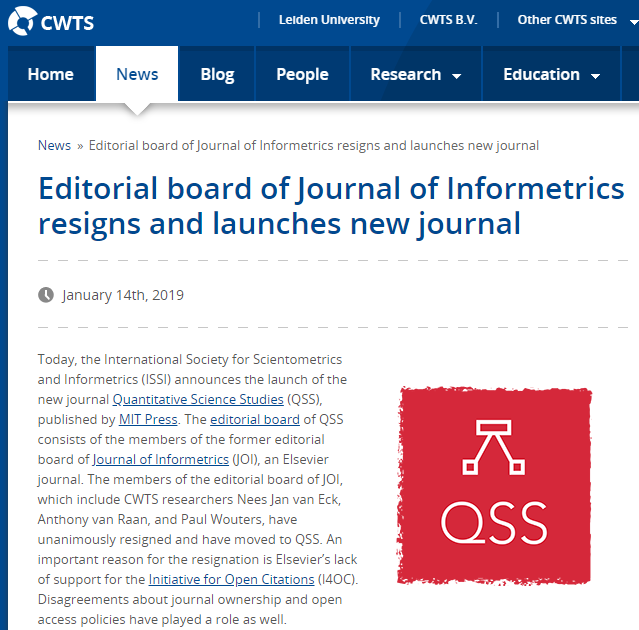 CWTS
Leiden University
CWTS B.V.
Other CWTS sites
Home
News
Blog
People
Research
Education
News » Editorial board of Journal of Informetrics resigns and launches new journal
Editorial board of Journal of Informetrics
resigns and launches new journal
January 14th, 2019
Today, the International Society for Scientometrics
and Informetrics (ISSI) announces the launch of the
new journal Quantitative Science Studies (QSS),
published by MIT Press. The editorial board of QSS
consists of the members of the former editorial
board of Journal of Informetrics (JOI), an Elsevier
journal. The members of the editorial board of JOI,
which include CWTS researchers Nees Jan van Eck,
Anthony van Raan, and Paul Wouters, have
unanimously resigned and have moved to QSS. An
important reason for the resignation is Elsevier’s lack
of support for the Initiative for Open Citations (I4OC).
Disagreements about journal ownership and open
access policies have played a role as well.
QSS